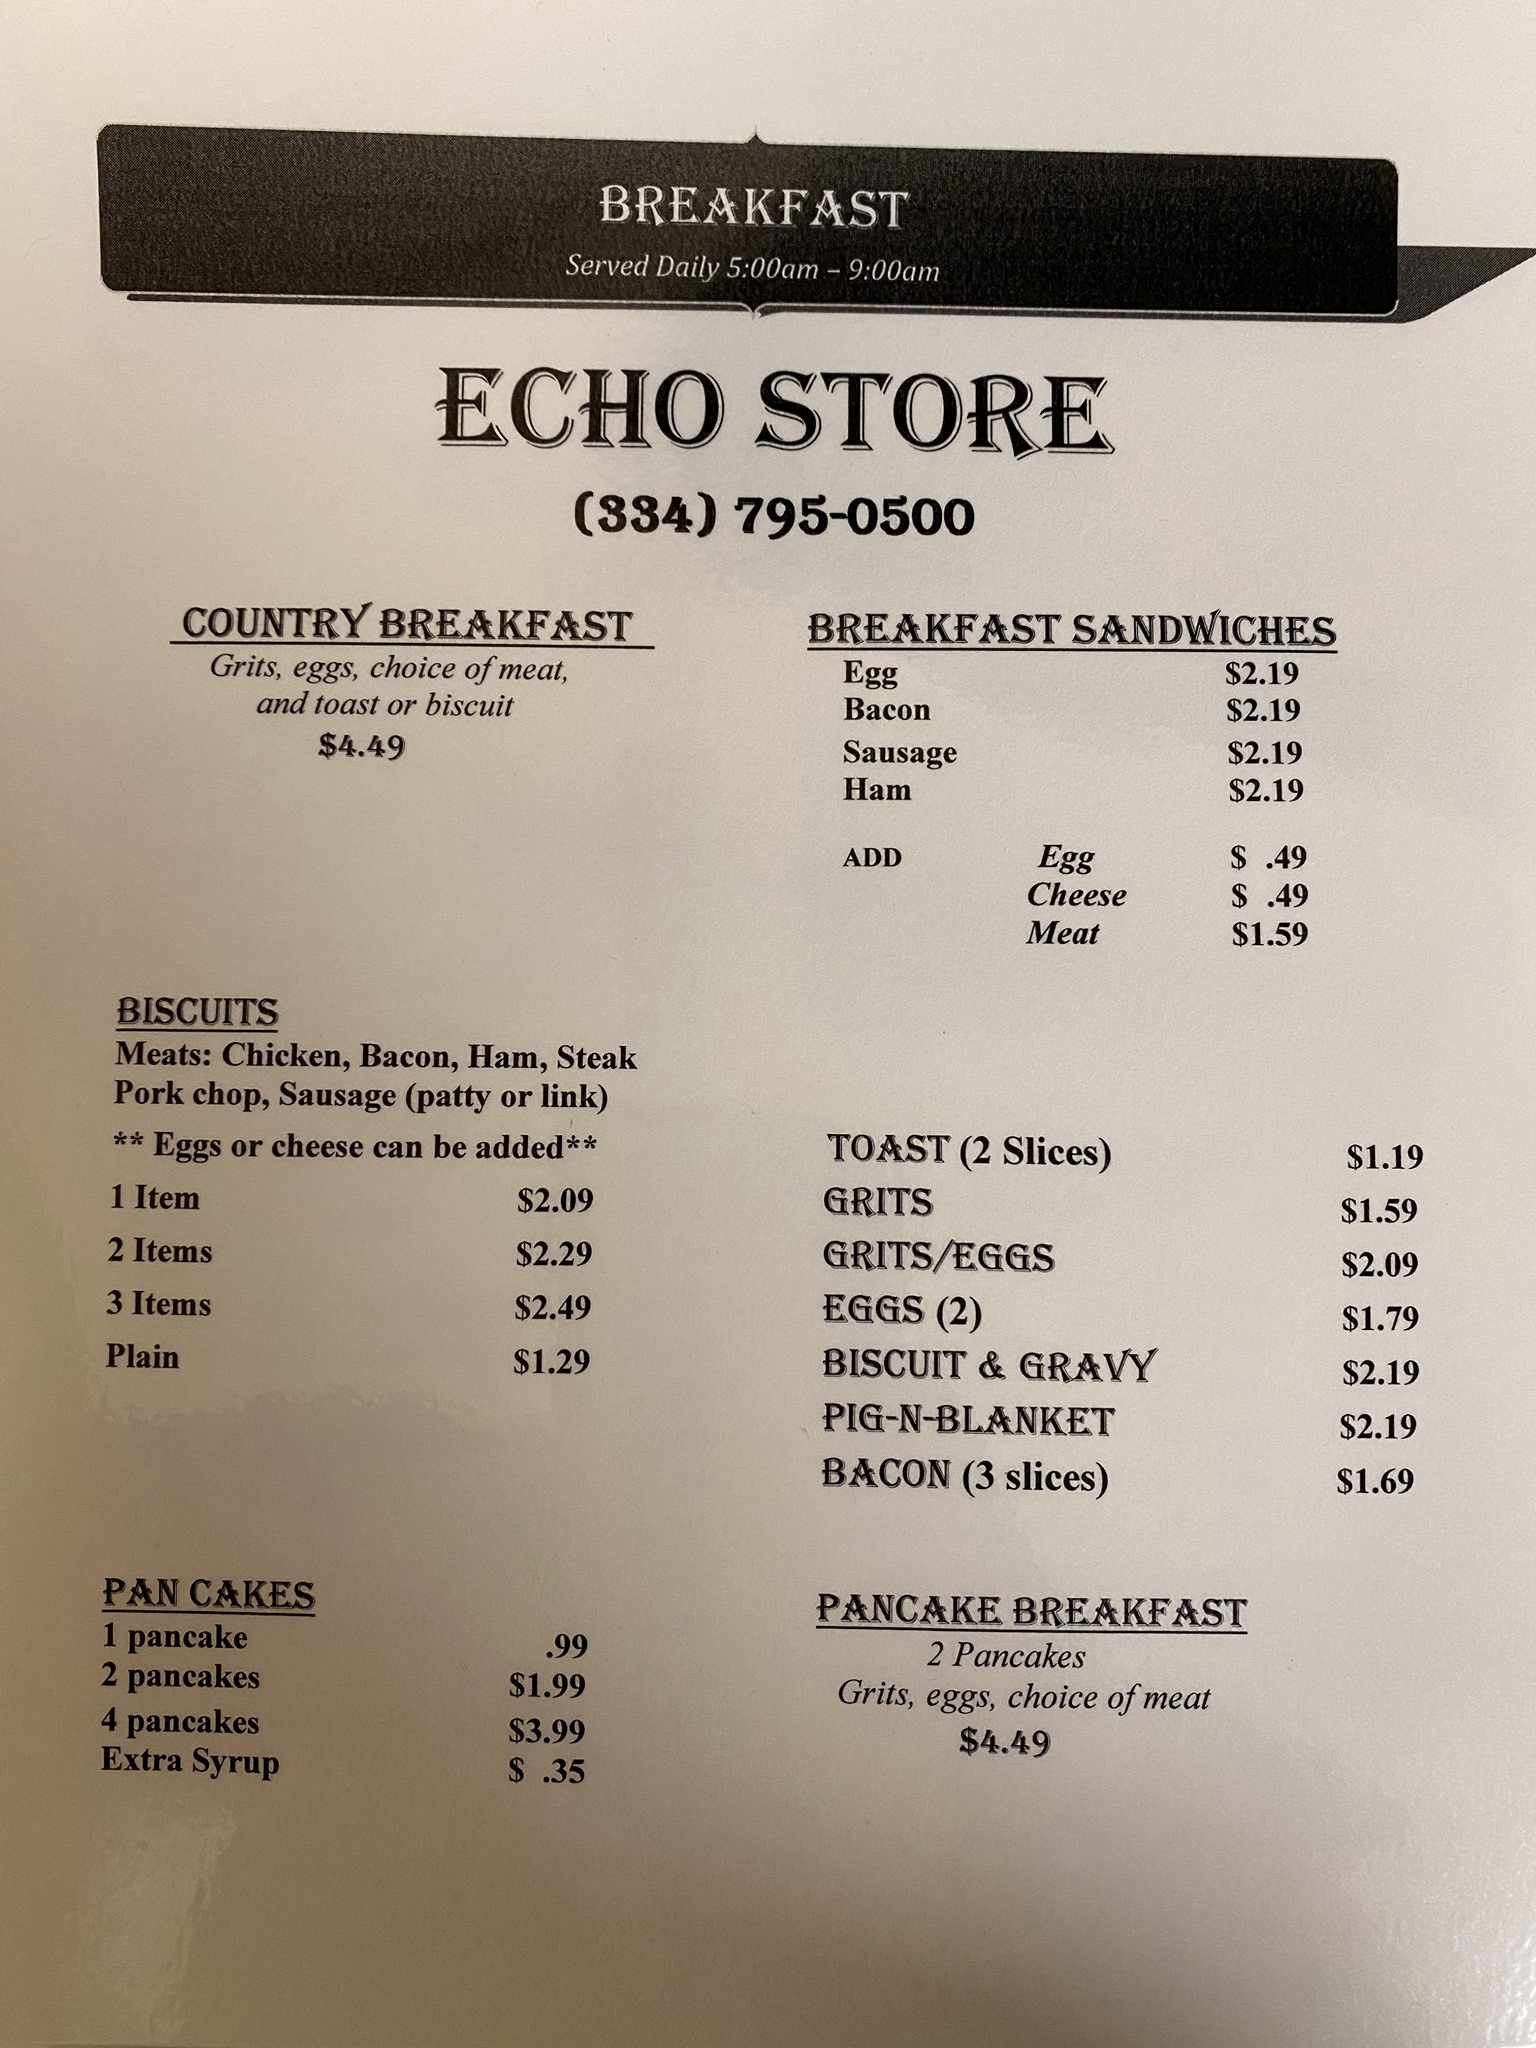 BREAKFAST
Served Daily 5:00am – 9:00am
ECHO STORE
(334) 795-0500
COUNTRY BREAKFAST
Grits, eggs, choice of meat,
and toast or biscuit
$4.49
BREAKFAST SANDWICHES
Egg $2.19
Bacon $2.19
Sausage $2.19
Ham $2.19
ADD Egg $ .49
Cheese $ .49
Meat $1.59
BISCUITS
Meats: Chicken, Bacon, Ham, Steak
Pork chop, Sausage (patty or link)
** Eggs or cheese can be added**
1 Item $2.09
2 Items $2.29
3 Items $2.49
Plain $1.29
TOAST (2 Slices) $1.19
GRITS $1.59
GRITS/EGGS $2.09
EGGS (2) $1.79
BISCUIT & GRAVY $2.19
PIG-N-BLANKET $2.19
BACON (3 slices) $1.69
PAN CAKES
1 pancake .99
2 pancakes $1.99
4 pancakes $3.99
Extra Syrup $ .35
PANCAKE BREAKFAST
2 Pancakes
Grits, eggs, choice of meat
$4.49